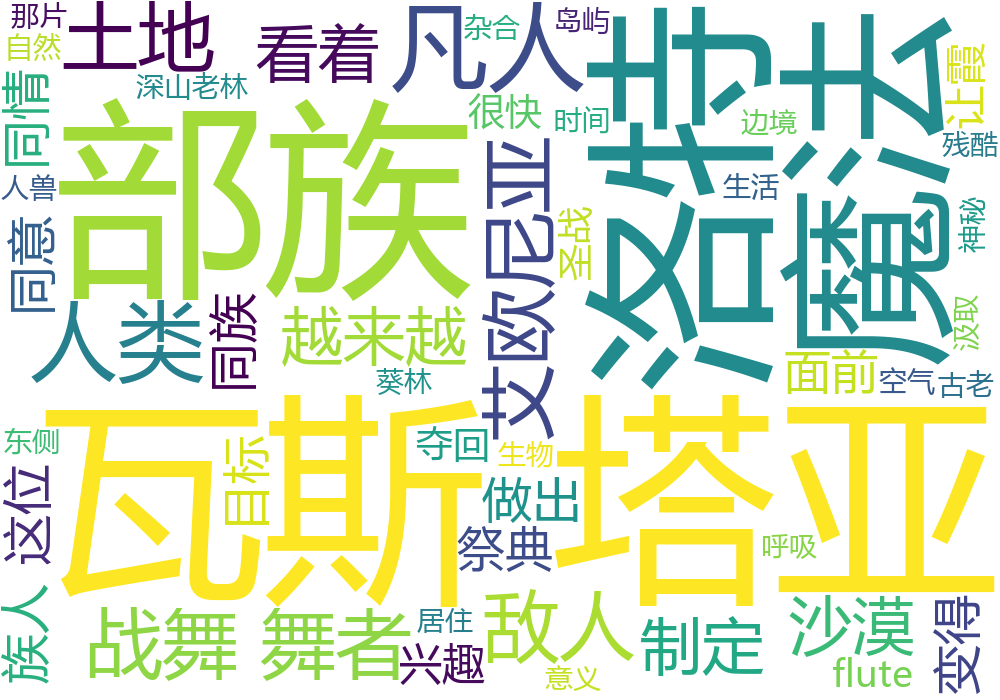 那片
土地
看着
凡人
杂合
岛屿
洛特
魔法
自然
让霞
同情
深山老林
很快
时间
边境
残酷
部族
人兽
生活
艾欧尼亚
同意
圣战
神秘
人类
同族
越来越
汲取
面前
空气
古老
葵林
瓦斯塔亚
东侧
目标
夺回
生物
这位
做出
祭典
呼吸
族人
战舞
舞者
居住
敌人
制定
沙漠
变得
兴趣
意义
flute